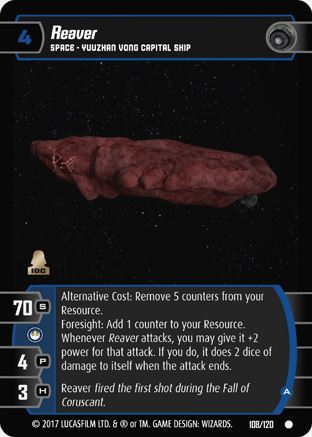 4
Reaver
SPACE - YUUZHAN VONG CAPITAL SHIP
IDC
70 S
4 P
3 H
Alternative Cost: Remove 5 counters from your
Resource.
Foresight: Add 1 counter to your Resource.
Whenever Reaver attacks, you may give it +2
power for that attack. If you do, it does 2 dice of
damage to itself when the attack ends.
Reaver fired the first shot during the Fall of
Coruscant.
A
© 2017 LUCASFILM LTD. & ® or TM. GAME DESIGN: WIZARDS. 108/120